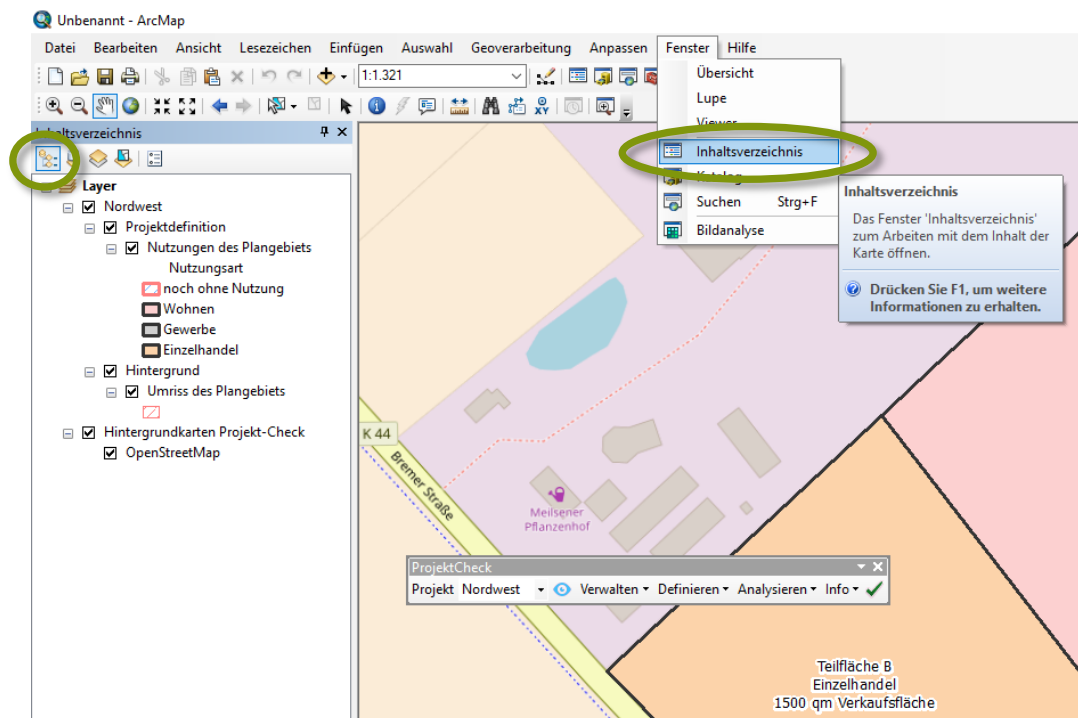 Unbenannt - ArcMap
Datei Bearbeiten Ansicht Lesezeichen Einfügen Auswahl Geoverarbeitung Anpassen Fenster Hilfe
1:1.321
Übersicht
Lupe
Viewer
Inhaltsverzeichnis
Katalog
Suchen Strg+F
Bildanalyse
Inhaltsverzeichnis
Das Fenster 'Inhaltsverzeichnis'
zum Arbeiten mit dem Inhalt der
Karte öffnen.
Drücken Sie F1, um weitere
Informationen zu erhalten.
Inhaltsverzeichnis
Layer
Nordwest
Projektdefinition
Nutzungen des Plangebiets
Nutzungsart
noch ohne Nutzung
Wohnen
Gewerbe
Einzelhandel
Hintergrund
Umriss des Plangebiets
Hintergrundkarten Projekt-Check
OpenStreetMap
K 44
Bremer Straße
Meilsener
Pflanzenhof
ProjektCheck
Projekt Nordwest Verwalten Definieren Analysieren Info
Teilfläche B
Einzelhandel
1500 qm Verkaufsfläche